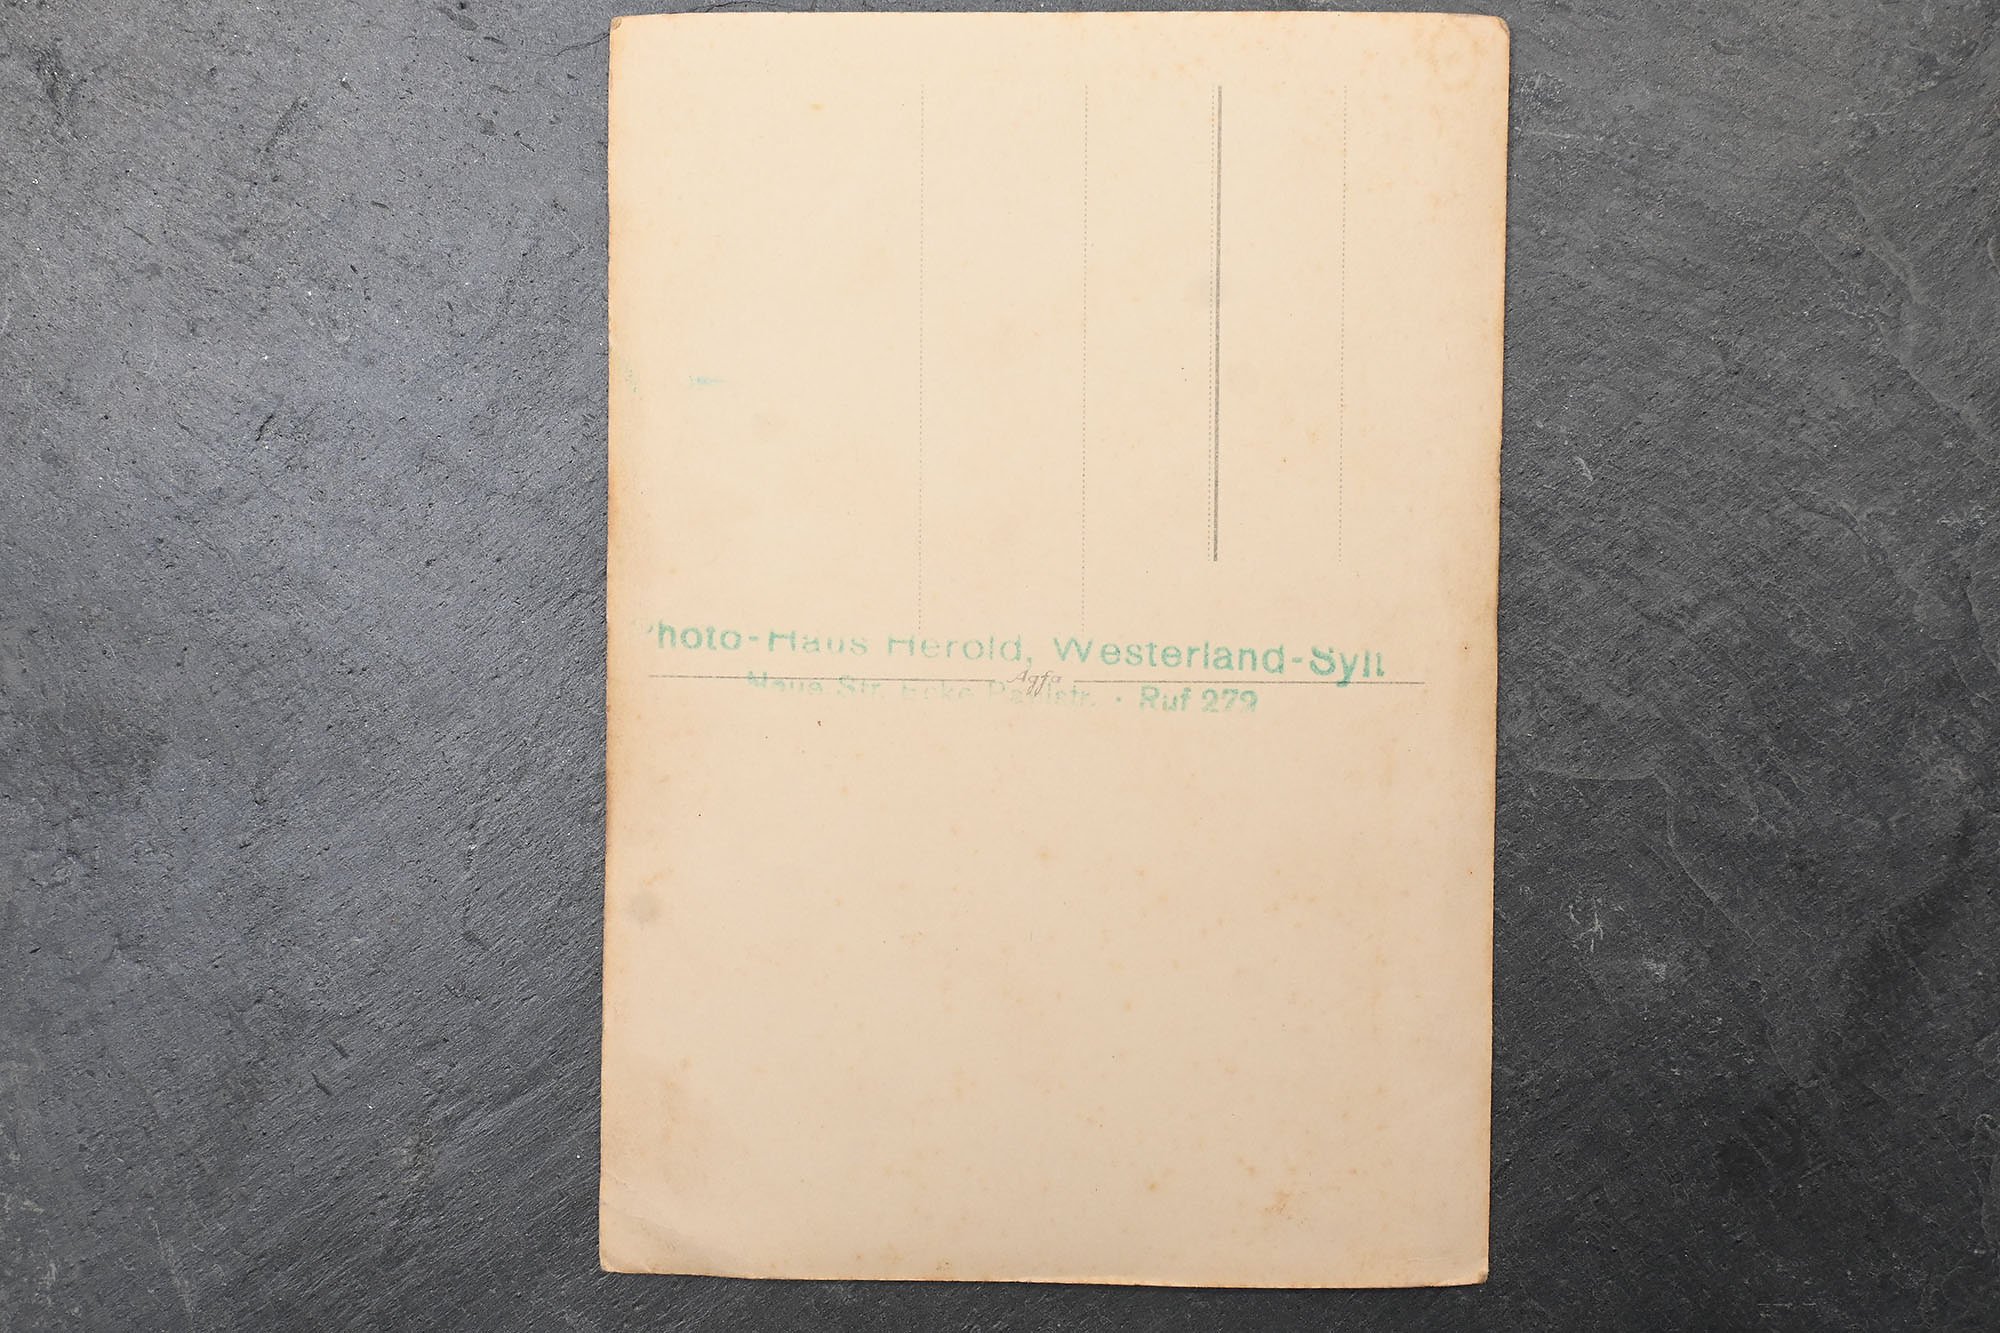 Photo-Haus Herold, Westerland-Sylt
Agfa
Neue Str. Ecke Paulstr. · Ruf 279